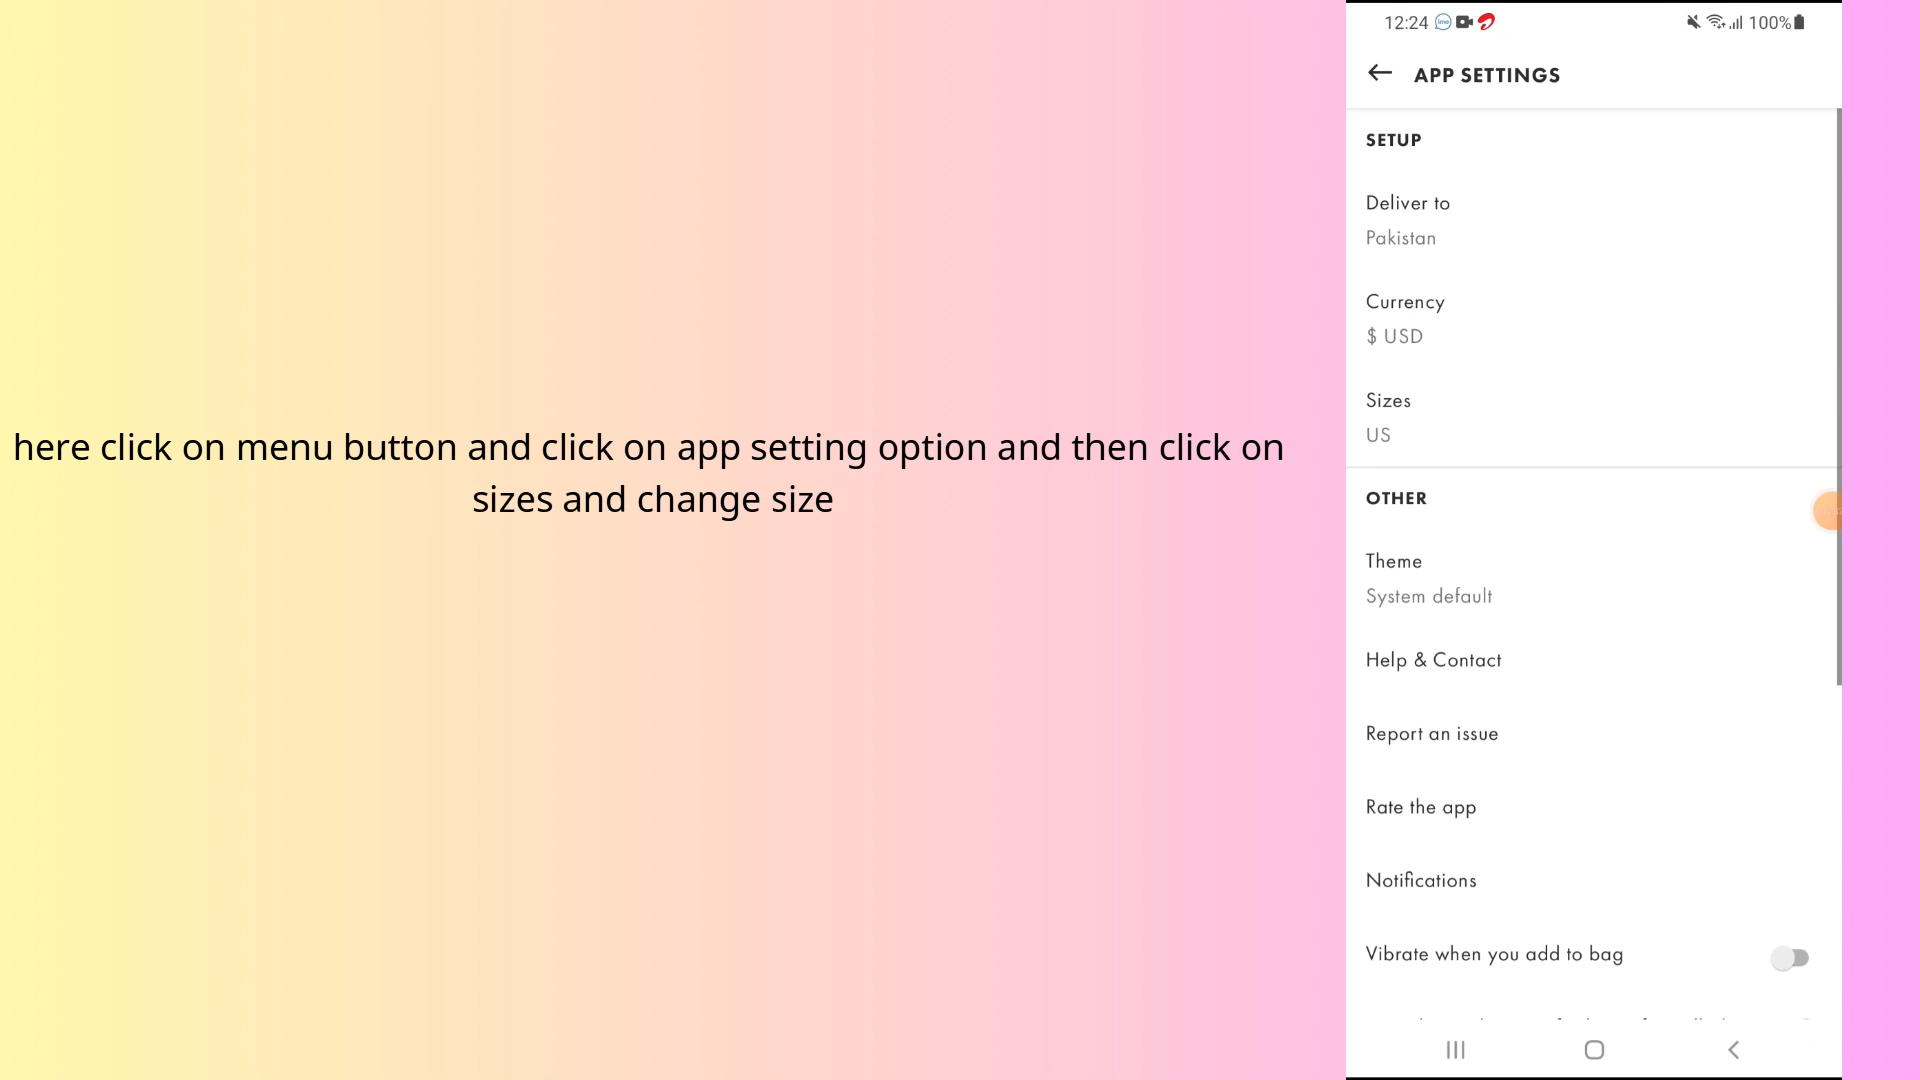 here click on menu button and click on app setting option and then click on
sizes and change size
12:24
100%
APP SETTINGS
SETUP
Deliver to
Pakistan
Currency
$ USD
Sizes
US
OTHER
Theme
System default
Help & Contact
Report an issue
Rate the app
Notifications
Vibrate when you add to bag